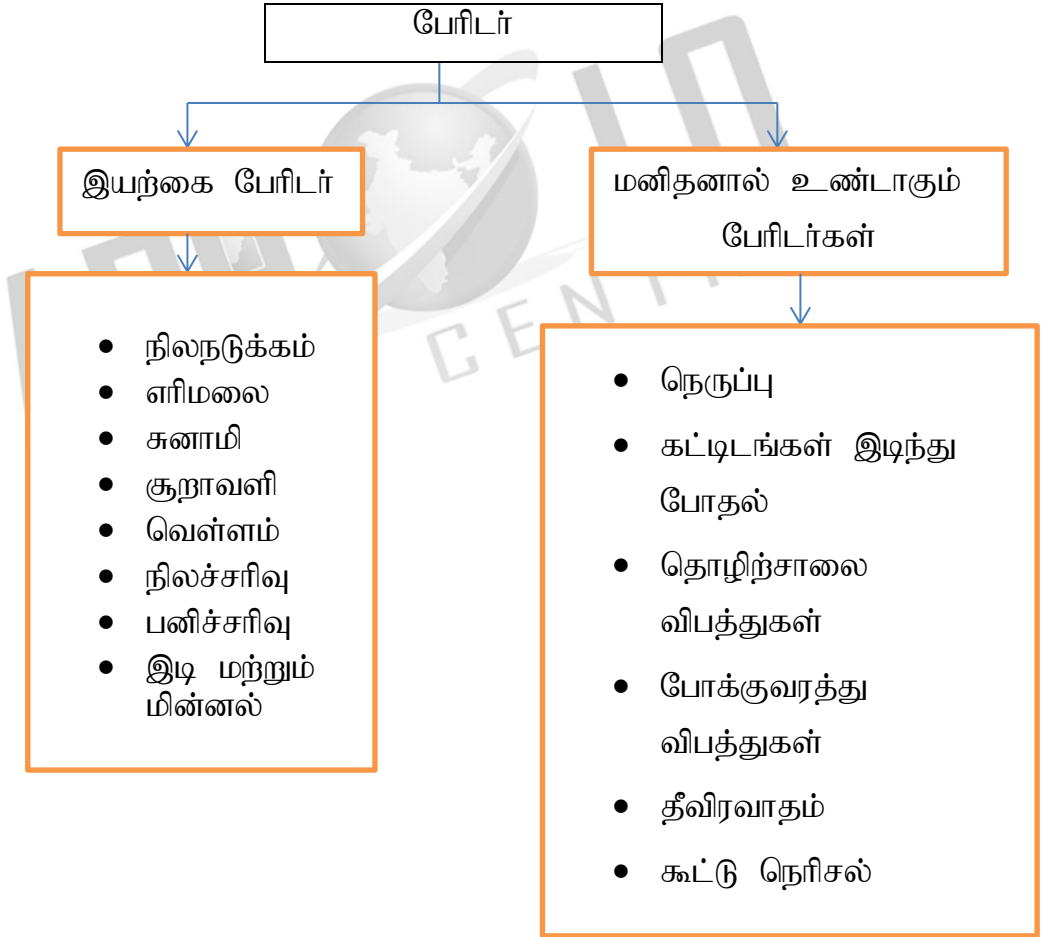 பேரிடர்
இயற்கை பேரிடர்
மனிதனால் உண்டாகும்
பேரிடர்கள்
• நிலநடுக்கம்
• எரிமலை
• சுனாமி
• சூறாவளி
• வெள்ளம்
• நிலச்சரிவு
• பனிச்சரிவு
• இடி மற்றும்
மின்னல்
• நெருப்பு
• கட்டிடங்கள் இடிந்து
போதல்
• தொழிற்சாலை
விபத்துகள்
• போக்குவரத்து
விபத்துகள்
• தீவிரவாதம்
• கூட்டு நெரிசல்